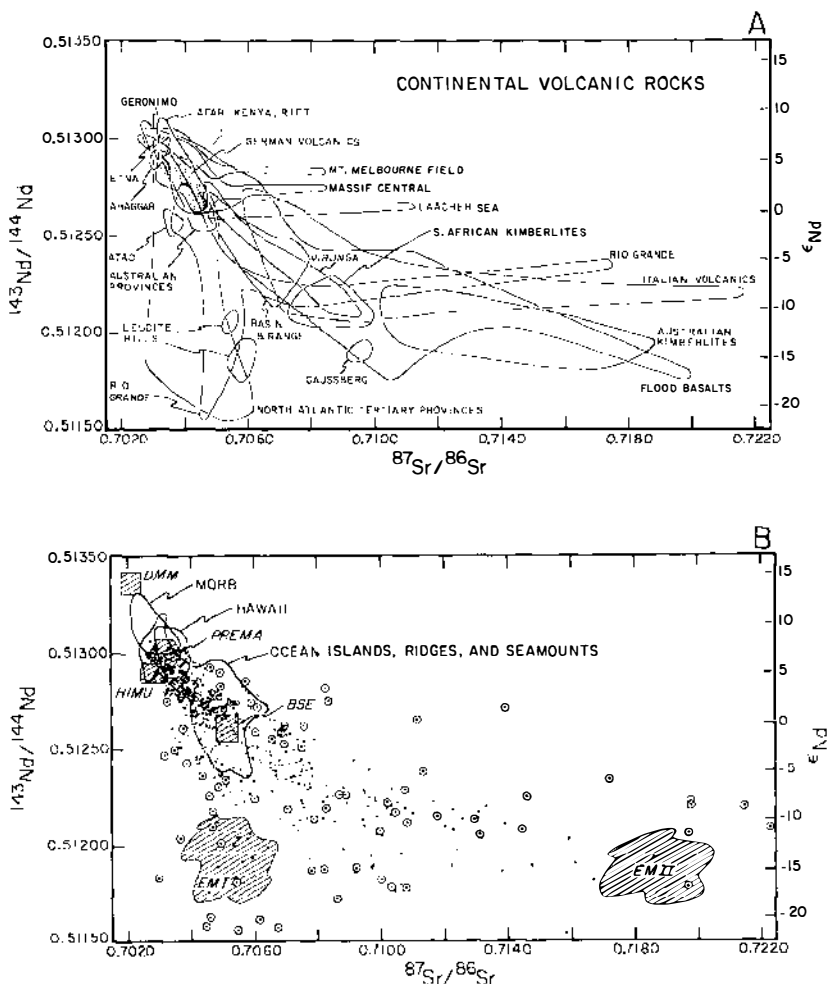 A
CONTINENTAL VOLCANIC ROCKS
0.51350
0.51300
0.51250
0.51200
0.51150
143Nd/144Nd
15
10
5
0
-5
-10
-15
-20
εNd
GERONIMO
AFAR, KENYA, RIFT
GERMAN VOLCANICS
ETNA
MT. MELBOURNE FIELD
MASSIF CENTRAL
AHAGGAR
LAACHER SEA
S. AFRICAN KIMBERLITES
ATAQ
VIRUNGA
RIO GRANDE
AUSTRALIAN
PROVINCES
ITALIAN VOLCANICS
LEUCITE
HILLS
BASIN
& RANGE
AUSTRALIAN
KIMBERLITES
GAUSSBERG
FLOOD BASALTS
RIO
GRANDE
NORTH ATLANTIC TERTIARY PROVINCES
0.7020 0.7060 0.7100 0.7140 0.7180 0.7220
87Sr/86Sr
B
0.51350
0.51300
0.51250
0.51200
0.51150
143Nd/144Nd
15
10
5
0
-5
-10
-15
-20
εNd
DMM
MORB
HAWAII
PREMA
OCEAN ISLANDS, RIDGES, AND SEAMOUNTS
HIMU
BSE
EM I
EM II
0.7020 0.7060 0.7100 0.7140 0.7180 0.7220
87Sr/86Sr